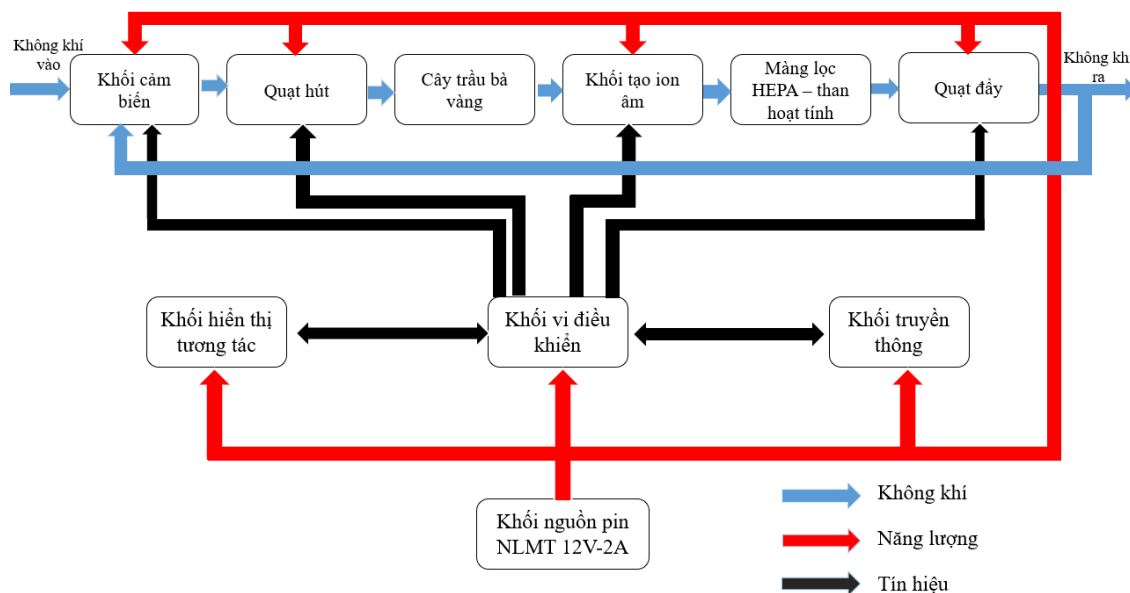 Không khí
vào
Khối cảm
biến
Quạt hút
Cây trầu bà
vàng
Khối tạo ion
âm
Màng lọc
HEPA – than
hoạt tính
Quạt đẩy
Không khí
ra
Khối hiển thị
tương tác
Khối vi điều
khiển
Khối truyền
thông
Khối nguồn pin
NLMT 12V-2A
Không khí
Năng lượng
Tín hiệu